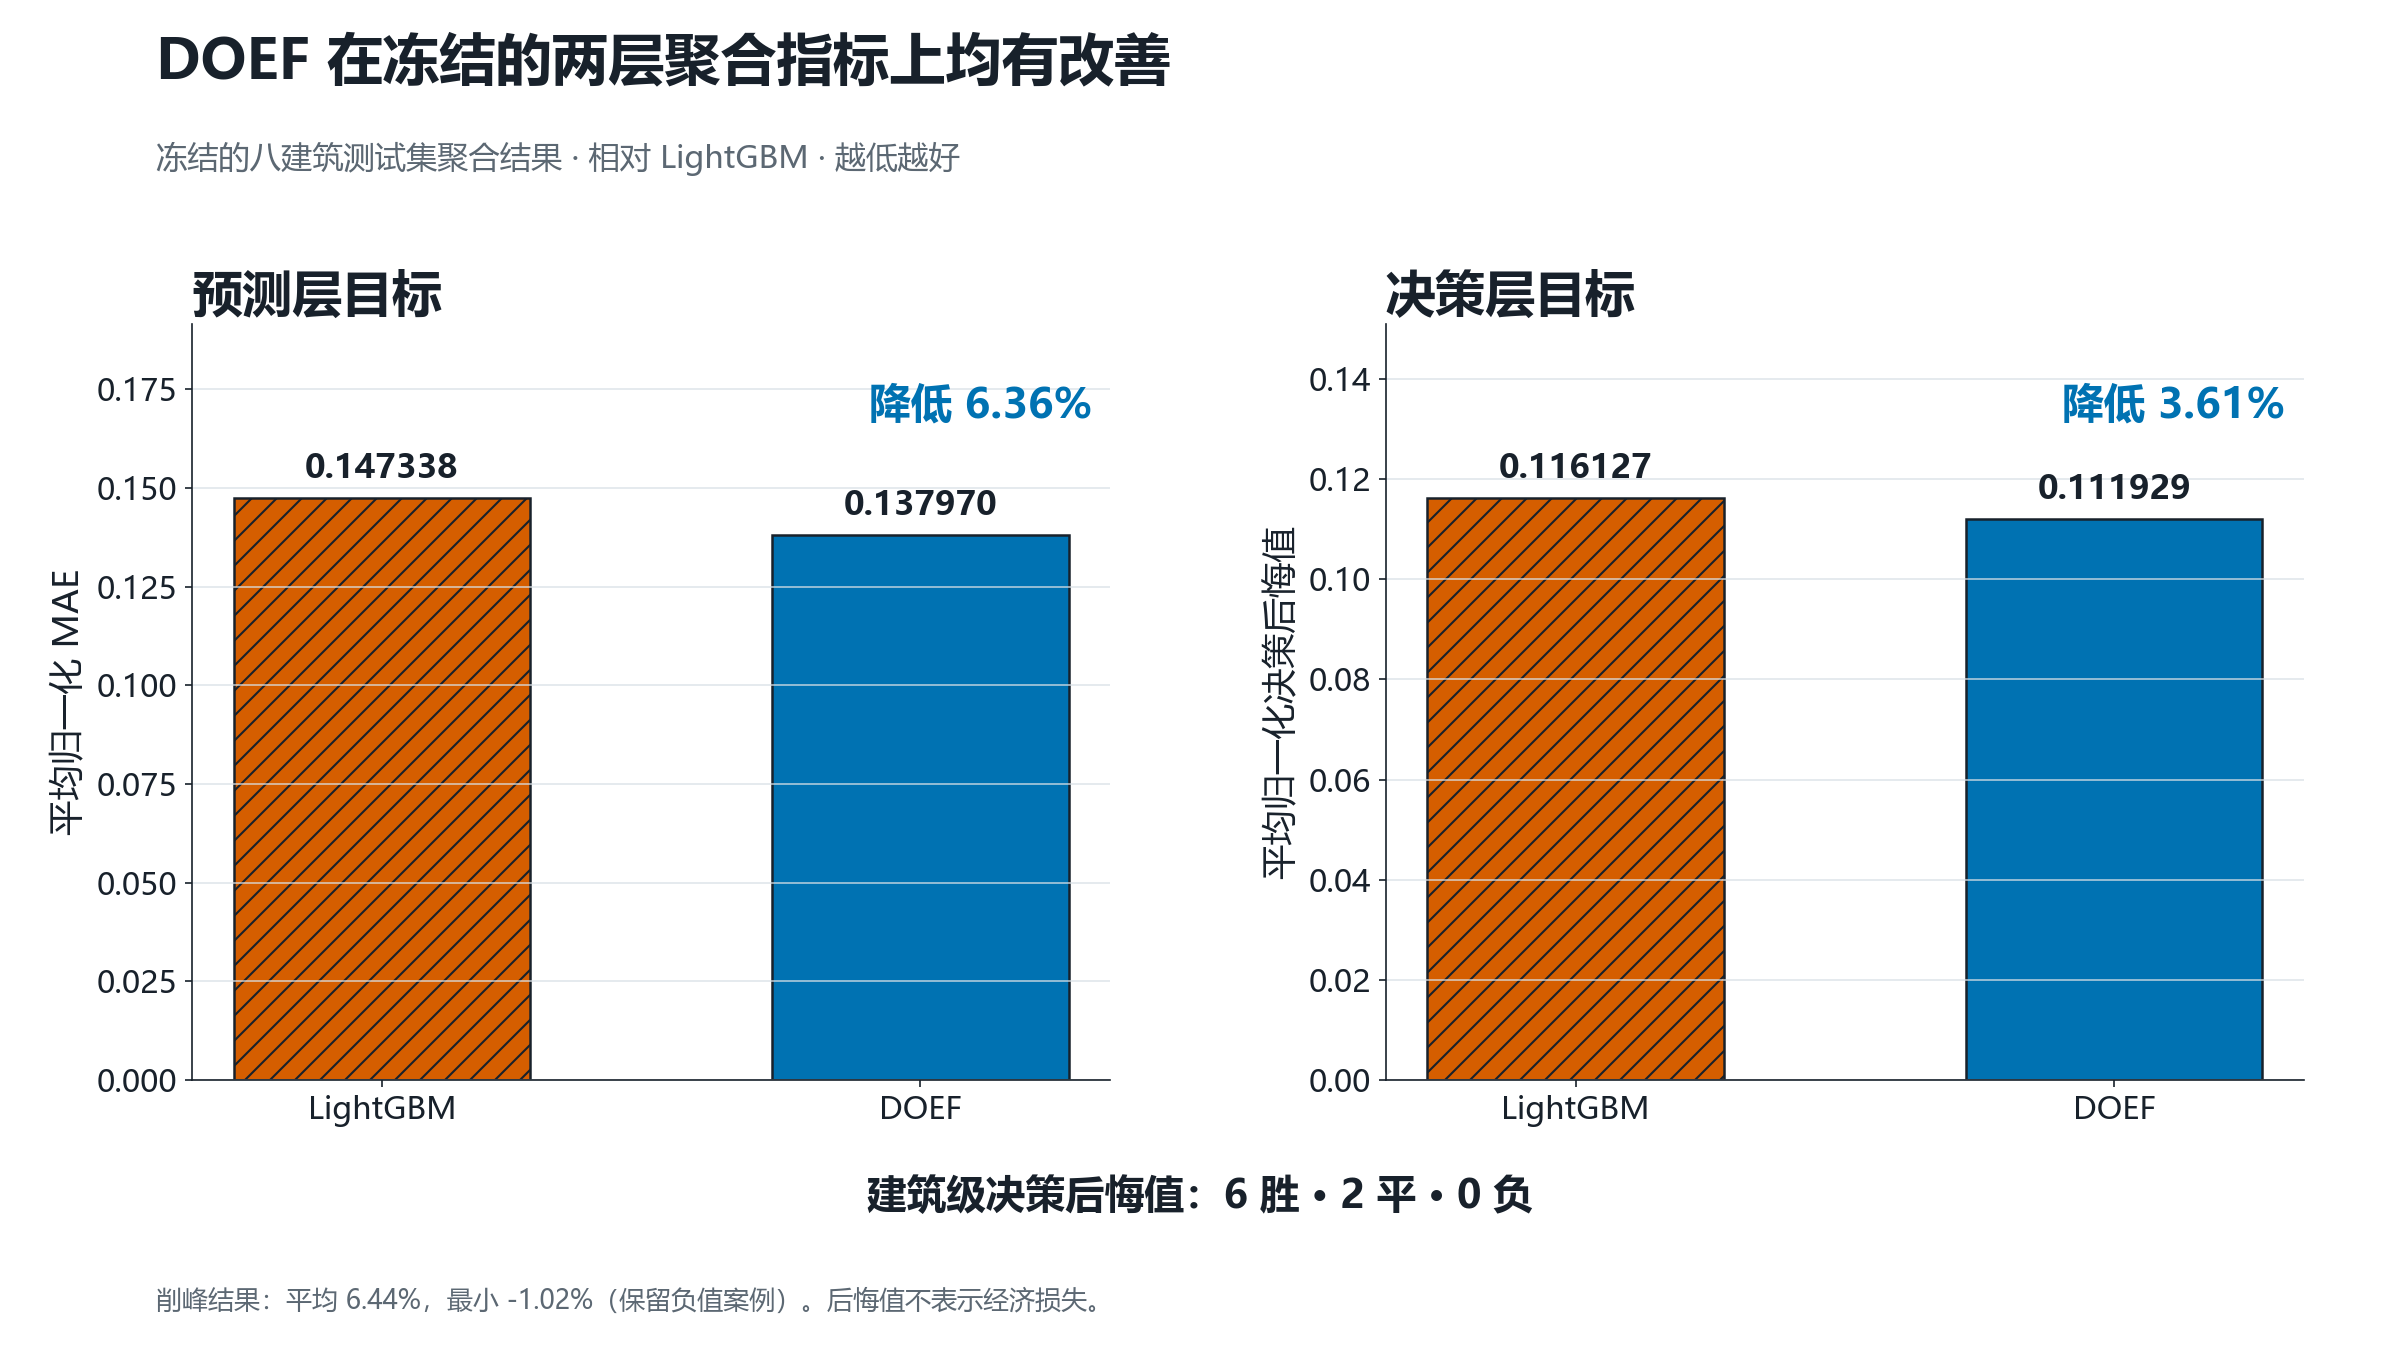 DOEF 在冻结的两层聚合指标上均有改善
冻结的八建筑测试集聚合结果 · 相对 LightGBM · 越低越好
预测层目标
降低 6.36%
0.147338
0.137970
平均归一化 MAE
0.175
0.150
0.125
0.100
0.075
0.050
0.025
0.000
LightGBM
DOEF
决策层目标
降低 3.61%
0.116127
0.111929
平均归一化决策后悔值
0.14
0.12
0.10
0.08
0.06
0.04
0.02
0.00
LightGBM
DOEF
建筑级决策后悔值：6 胜 • 2 平 • 0 负
削峰结果：平均 6.44%，最小 -1.02%（保留负值案例）。后悔值不表示经济损失。